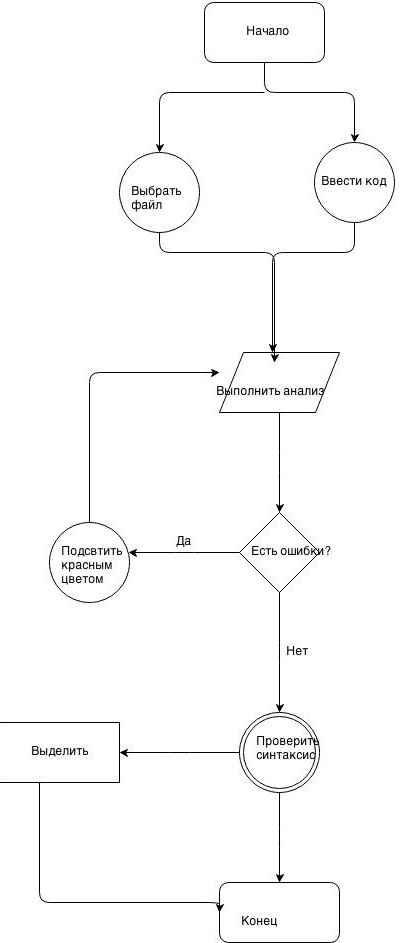 Начало
Выбрать
файл
Ввести код
Выполнить анализ
Да
Подсвтить
красным
цветом
Есть ошибки?
Нет
Проверить
синтаксис
Выделить
Конец